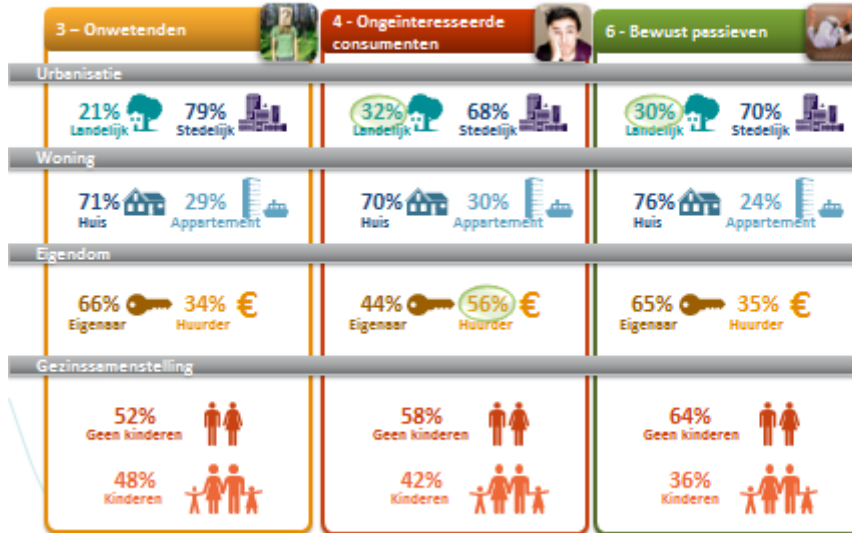 3 – Onwetenden
4 - Ongeïnteresseerde
consumenten
6 - Bewust passieven
Urbanisatie
21% 79%
Landelijk Stedelijk
32% 68%
Landelijk Stedelijk
30% 70%
Landelijk Stedelijk
Woning
71% 29%
Huis Appartement
70% 30%
Huis Appartement
76% 24%
Huis Appartement
Eigendom
66% 34% €
Eigenaar Huurder
44% 56% €
Eigenaar Huurder
65% 35% €
Eigenaar Huurder
Gezinssamenstelling
52%
Geen kinderen
48%
Kinderen
58%
Geen kinderen
42%
Kinderen
64%
Geen kinderen
36%
Kinderen